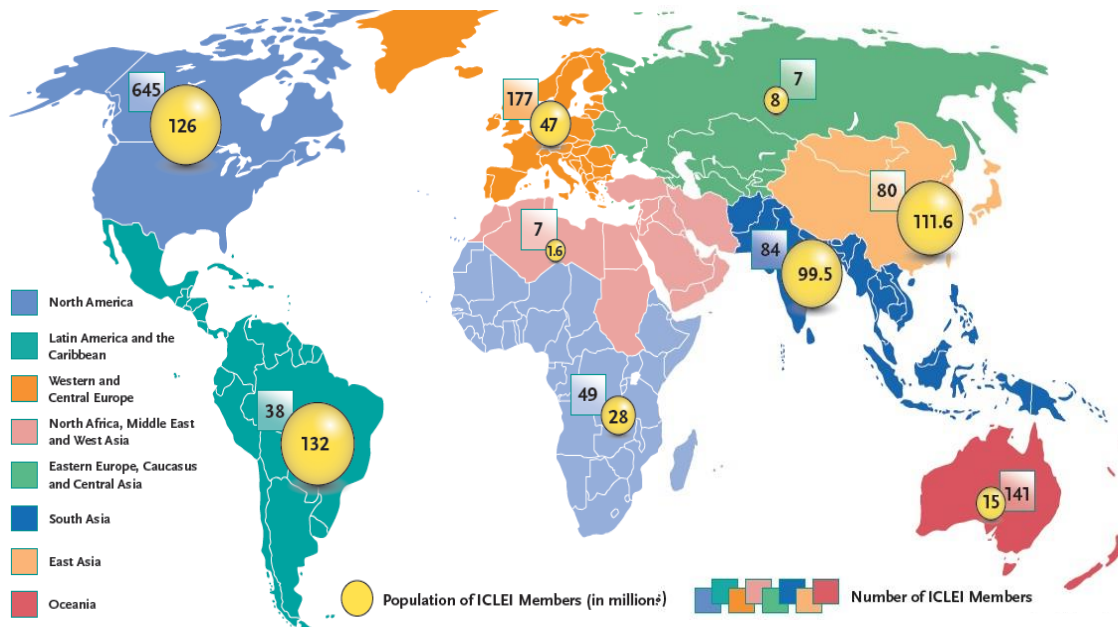 645
126
177
47
7
8
80
111.6
7
1.6
84
99.5
49
28
38
132
15
141
North America
Latin America and the
Caribbean
Western and
Central Europe
North Africa, Middle East
and West Asia
Eastern Europe, Caucasus
and Central Asia
South Asia
East Asia
Oceania
Population of ICLEI Members (in millions)
Number of ICLEI Members